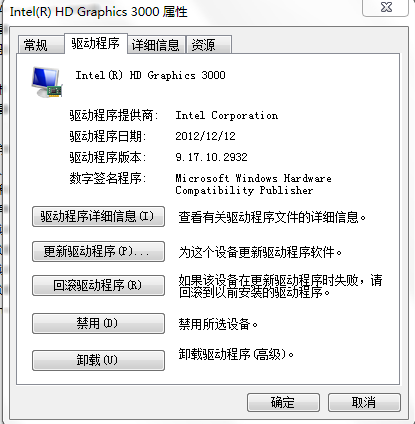 Intel(R) HD Graphics 3000 属性
常规 驱动程序 详细信息 资源
Intel(R) HD Graphics 3000
驱动程序提供商: Intel Corporation
驱动程序日期: 2012/12/12
驱动程序版本: 9.17.10.2932
数字签名程序: Microsoft Windows Hardware
Compatibility Publisher
驱动程序详细信息(I) 查看有关驱动程序文件的详细信息。
更新驱动程序(P)... 为这个设备更新驱动程序软件。
回滚驱动程序(R) 如果该设备在更新驱动程序时失败，请
回滚到以前安装的驱动程序。
禁用(D) 禁用所选设备。
卸载(U) 卸载驱动程序(高级)。
确定 取消